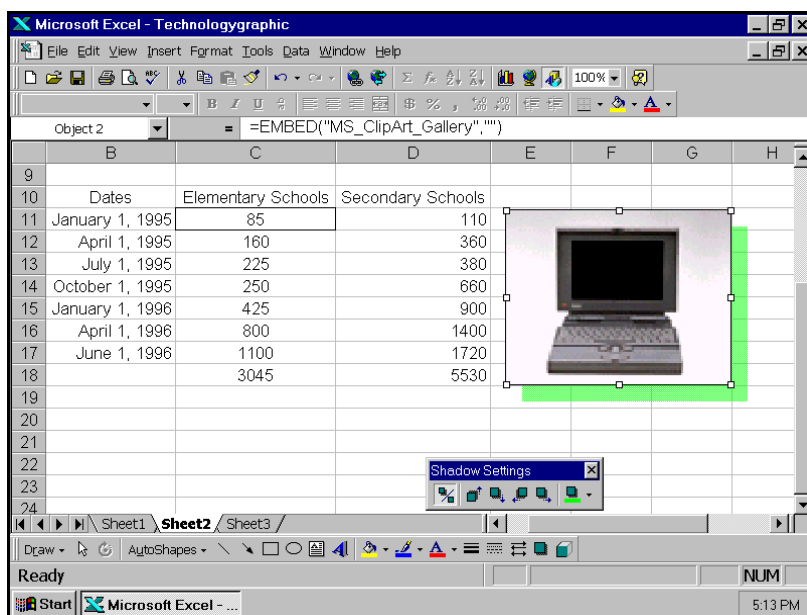 Microsoft Excel - Technologygraphic
File Edit View Insert Format Tools Data Window Help
100%
B I U $ % ,
Object 2 = =EMBED("MS_ClipArt_Gallery","")
B C D E F G H
9
10 Dates Elementary Schools Secondary Schools
11 January 1, 1995 85 110
12 April 1, 1995 160 360
13 July 1, 1995 225 380
14 October 1, 1995 250 660
15 January 1, 1996 425 900
16 April 1, 1996 800 1400
17 June 1, 1996 1100 1720
18 3045 5530
19
20
21
22
23
24
Shadow Settings
Sheet1 Sheet2 Sheet3
Draw AutoShapes
Ready NUM
Start Microsoft Excel - ... 5:13 PM